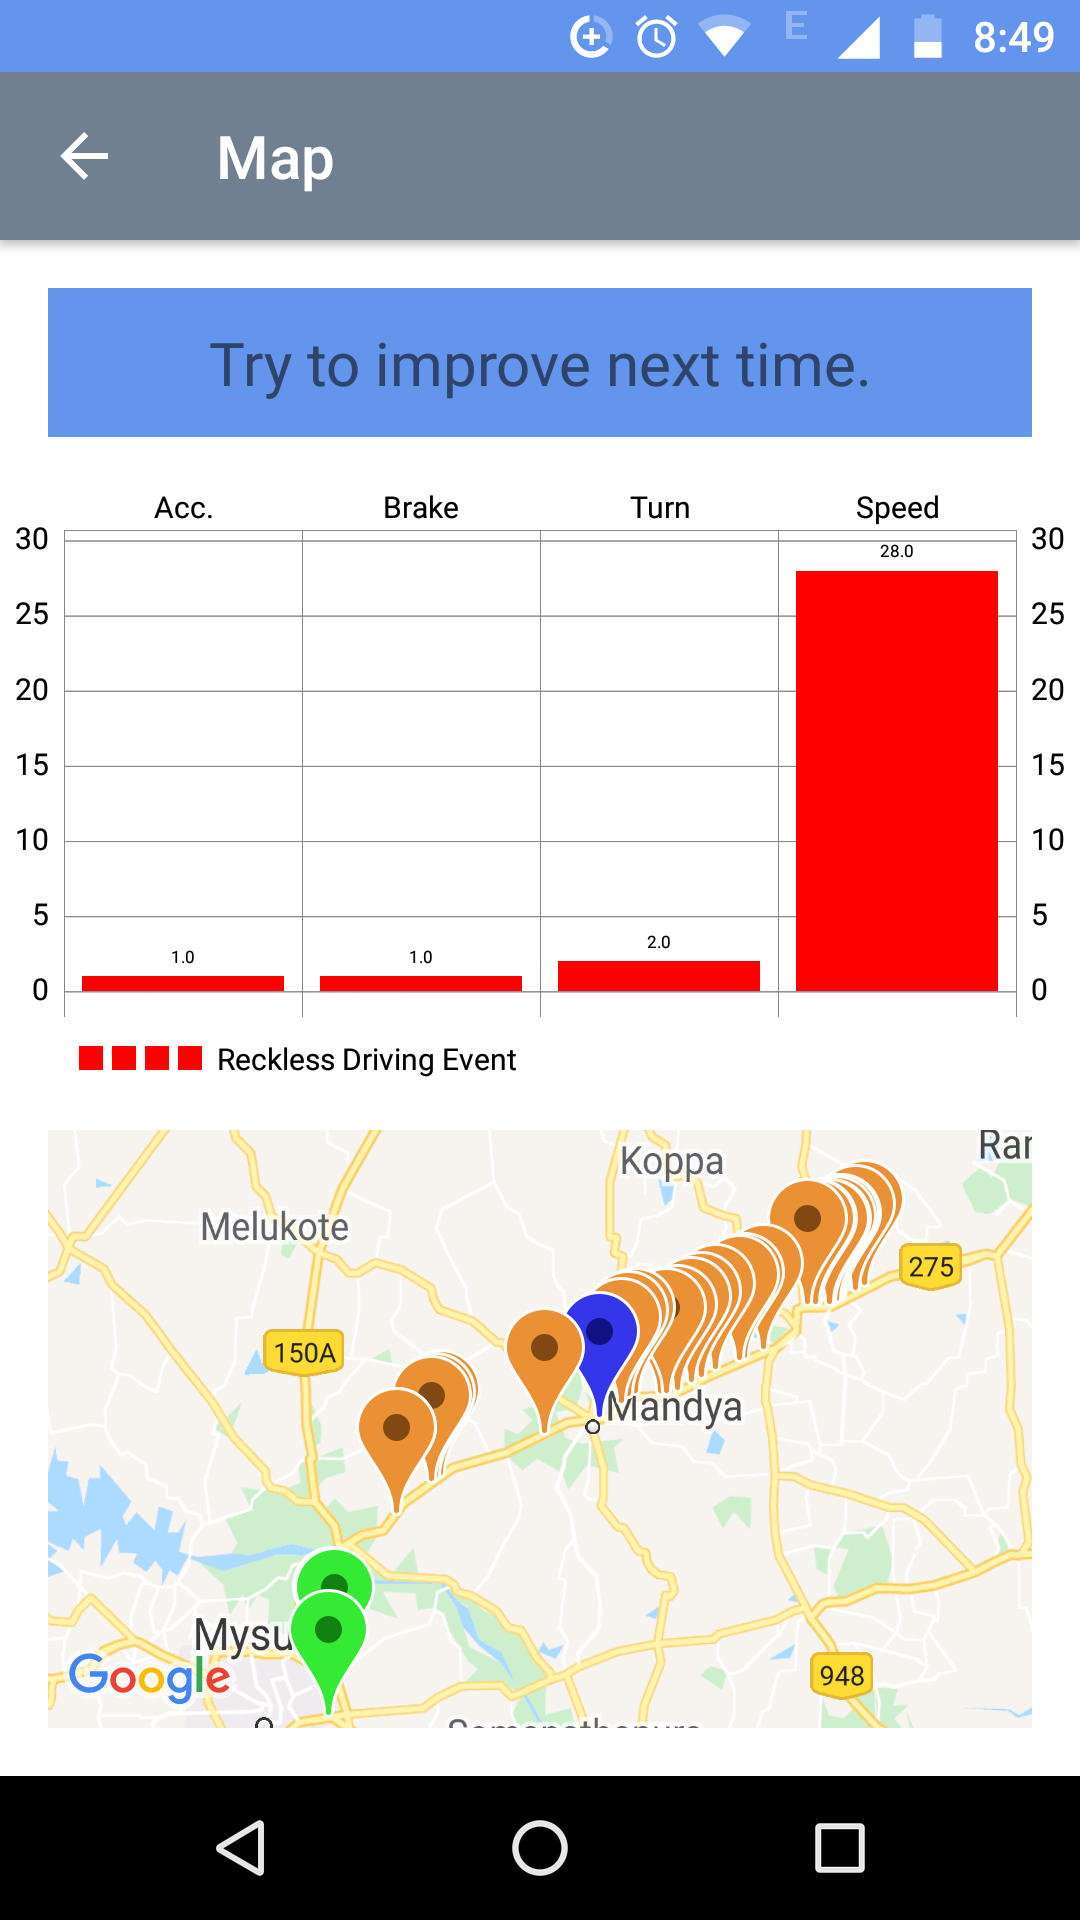 E 8:49
Map
Try to improve next time.
Acc. Brake Turn Speed
30 30
28.0
25 25
20 20
15 15
10 10
5 5
2.0
1.0 1.0
0 0
Reckless Driving Event
Koppa
Melukote
275
150A
Mandya
Mysu
948
Google